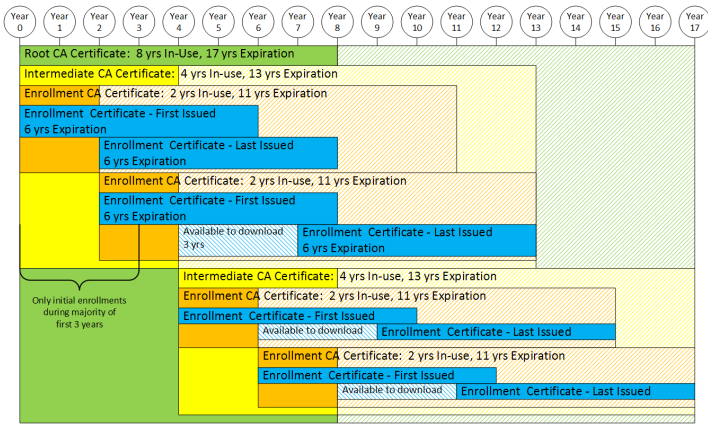 Year Year Year Year Year Year Year Year Year Year Year Year Year Year Year Year Year Year
0 1 2 3 4 5 6 7 8 9 10 11 12 13 14 15 16 17
Root CA Certificate: 8 yrs In-Use, 17 yrs Expiration
Intermediate CA Certificate: 4 yrs In-use, 13 yrs Expiration
Enrollment CA Certificate: 2 yrs In-use, 11 yrs Expiration
Enrollment Certificate - First Issued
6 yrs Expiration
Enrollment Certificate - Last Issued
6 yrs Expiration
Enrollment CA Certificate: 2 yrs In-use, 11 yrs Expiration
Enrollment Certificate - First Issued
6 yrs Expiration
Available to download
3 yrs
Enrollment Certificate - Last Issued
6 yrs Expiration
Only initial enrollments
during majority of
first 3 years
Intermediate CA Certificate: 4 yrs In-use, 13 yrs Expiration
Enrollment CA Certificate: 2 yrs In-use, 11 yrs Expiration
Enrollment Certificate - First Issued
Available to download
Enrollment Certificate - Last Issued
Enrollment CA Certificate: 2 yrs In-use, 11 yrs Expiration
Enrollment Certificate - First Issued
Available to download
Enrollment Certificate - Last Issued